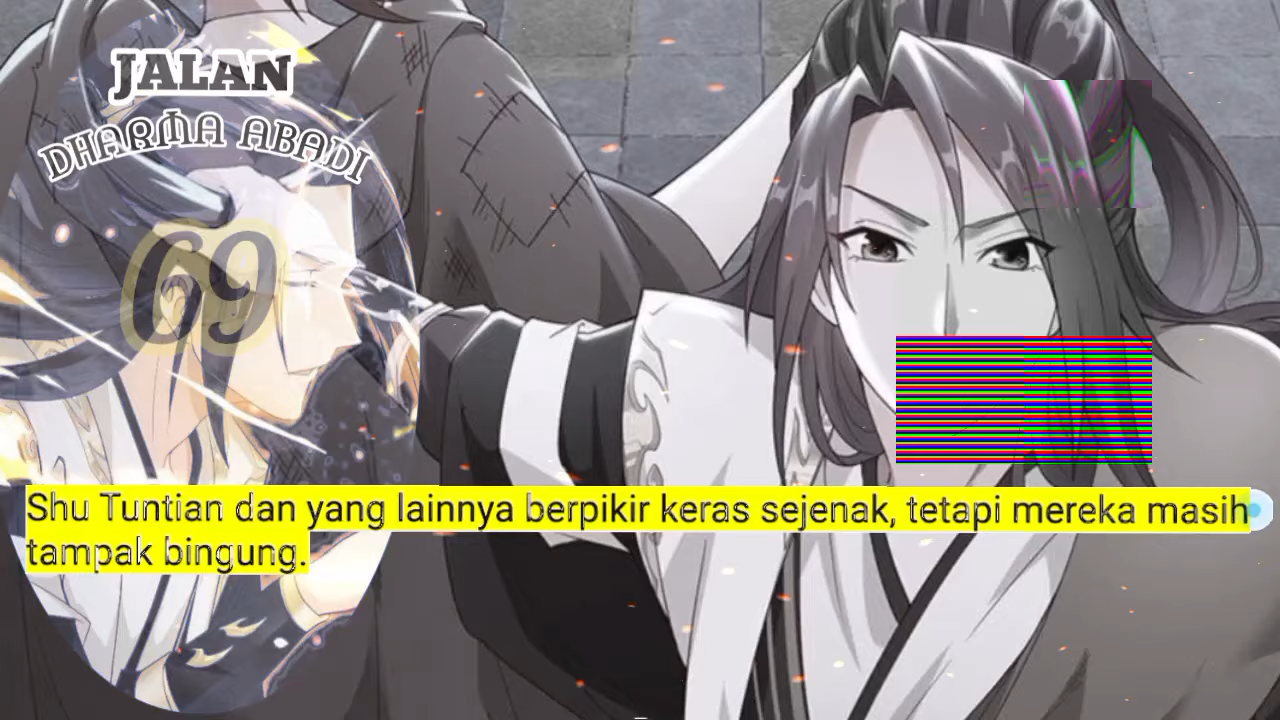 JALAN
DHARMA ABADI
69
Shu Tuntian dan yang lainnya berpikir keras sejenak, tetapi mereka masih
tampak bingung.